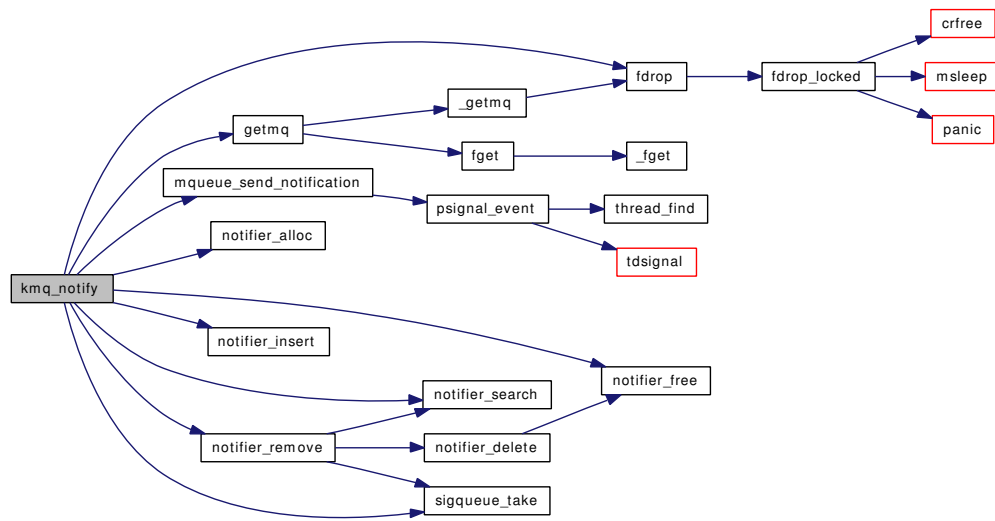 crfree
fdrop
fdrop_locked
msleep
_getmq
getmq
panic
fget
_fget
mqueue_send_notification
psignal_event
thread_find
notifier_alloc
tdsignal
kmq_notify
notifier_insert
notifier_free
notifier_search
notifier_remove
notifier_delete
sigqueue_take